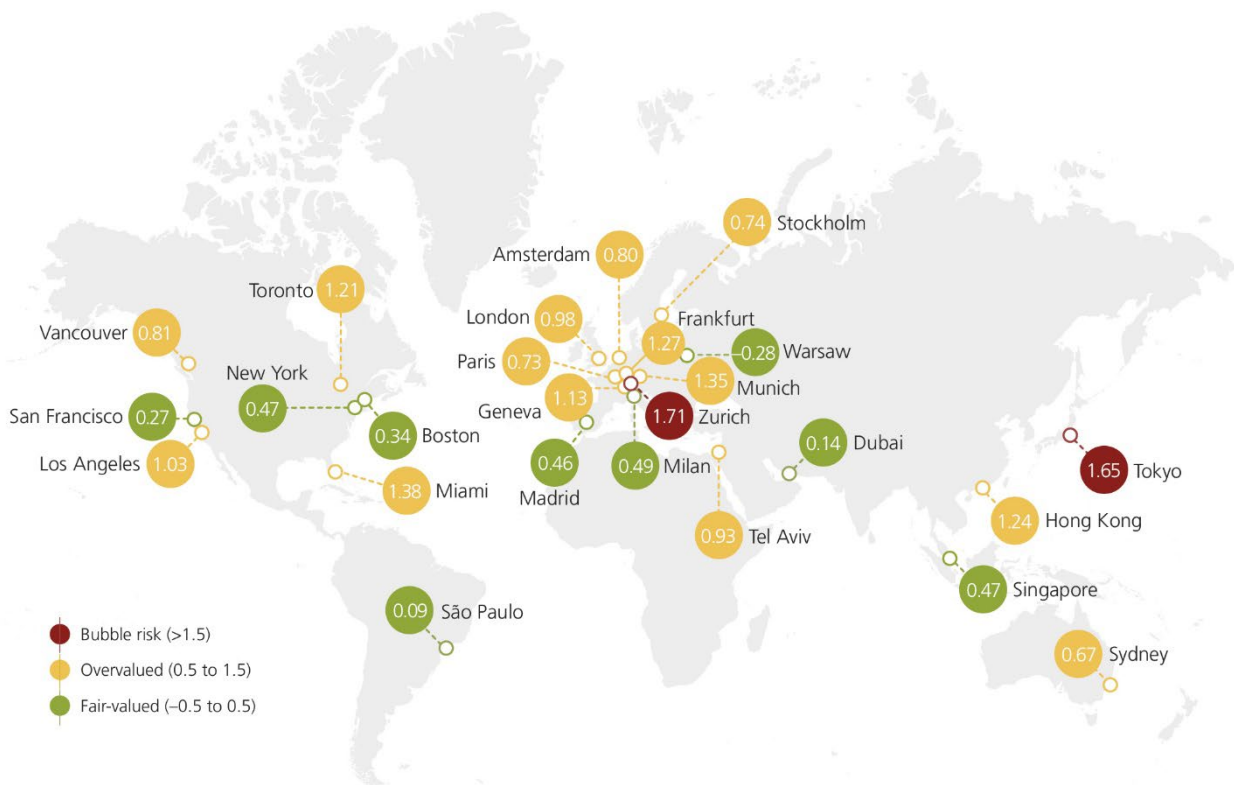 0.74 Stockholm
Amsterdam 0.80
Toronto 1.21
London 0.98
Frankfurt
1.27
Vancouver 0.81
–0.28 Warsaw
Paris 0.73
New York
0.47
1.35 Munich
Geneva 1.13
San Francisco 0.27
1.71 Zurich
0.34 Boston
0.14 Dubai
Los Angeles 1.03
0.46
Madrid
0.49 Milan
1.65 Tokyo
1.38 Miami
1.24 Hong Kong
0.93 Tel Aviv
0.47 Singapore
0.09 São Paulo
Bubble risk (>1.5)
Overvalued (0.5 to 1.5)
Fair-valued (–0.5 to 0.5)
0.67 Sydney